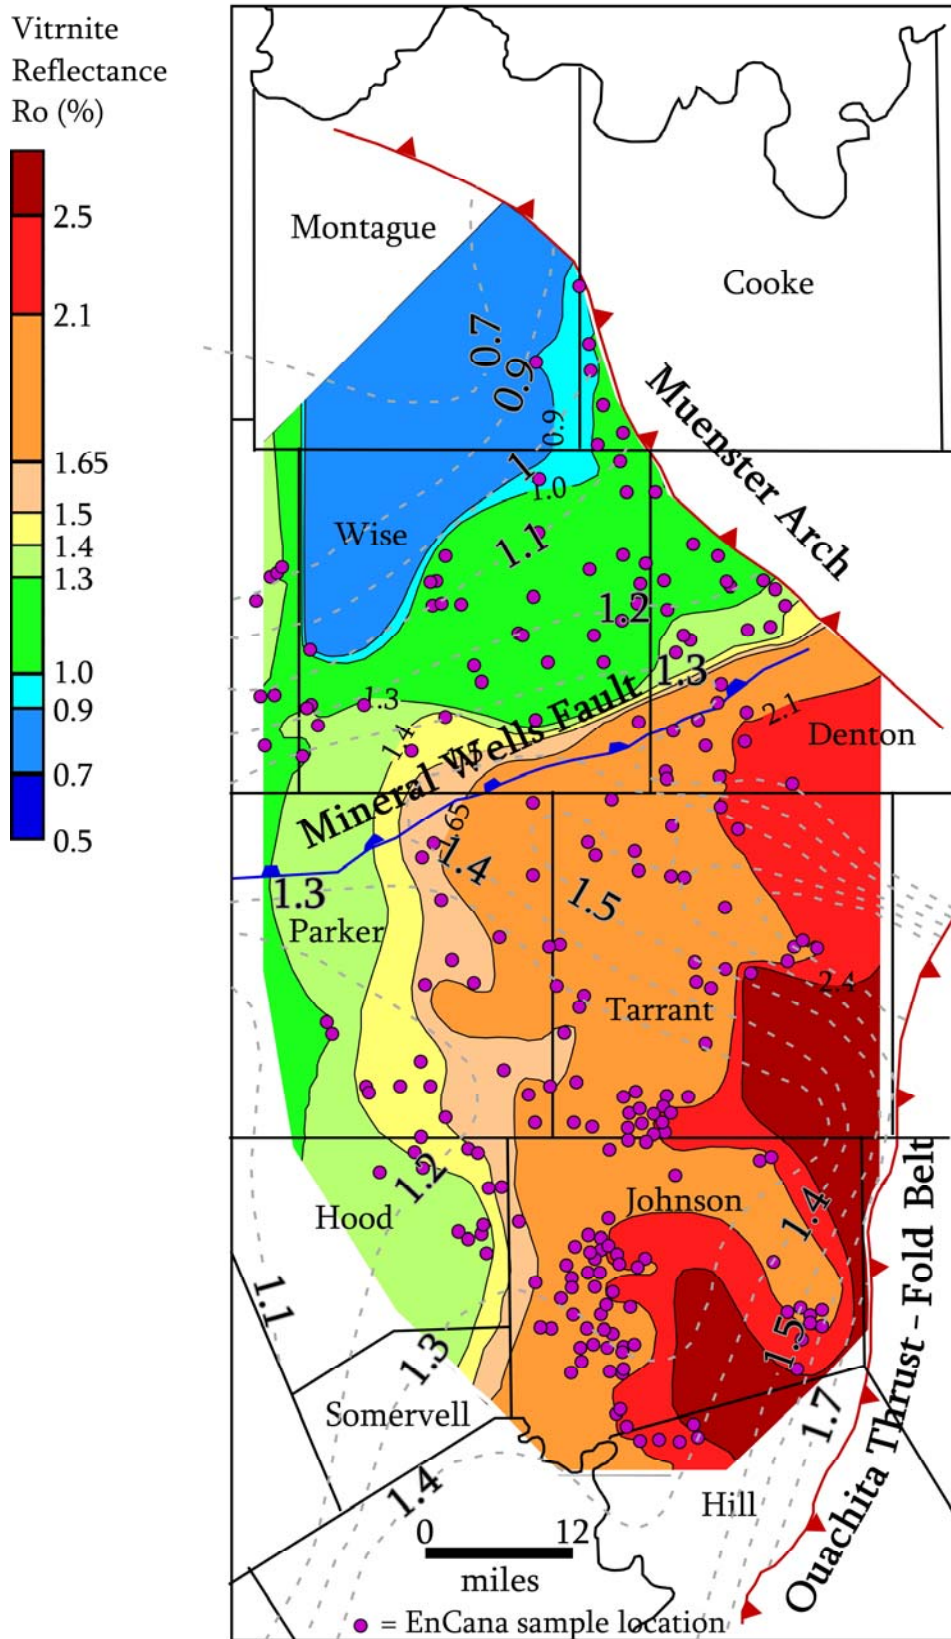 Vitrnite
Reflectance
Ro (%)
2.5
2.1
1.65
1.5
1.4
1.3
1.0
0.9
0.7
0.5
Montague
Cooke
0.7
0.9
0.9
Muenster Arch
1
1.0
Wise
1.1
1.2
1.3
1.3
2.1
Denton
1.4
1.5
Mineral Wells Fault
1.65
1.4
1.3
1.5
Parker
2.4
Tarrant
1.2
Johnson
1.4
Hood
1.1
1.3
1.5
Somervell
1.7
Ouachita Thrust - Fold Belt
1.4
Hill
0 12
miles
= EnCana sample location